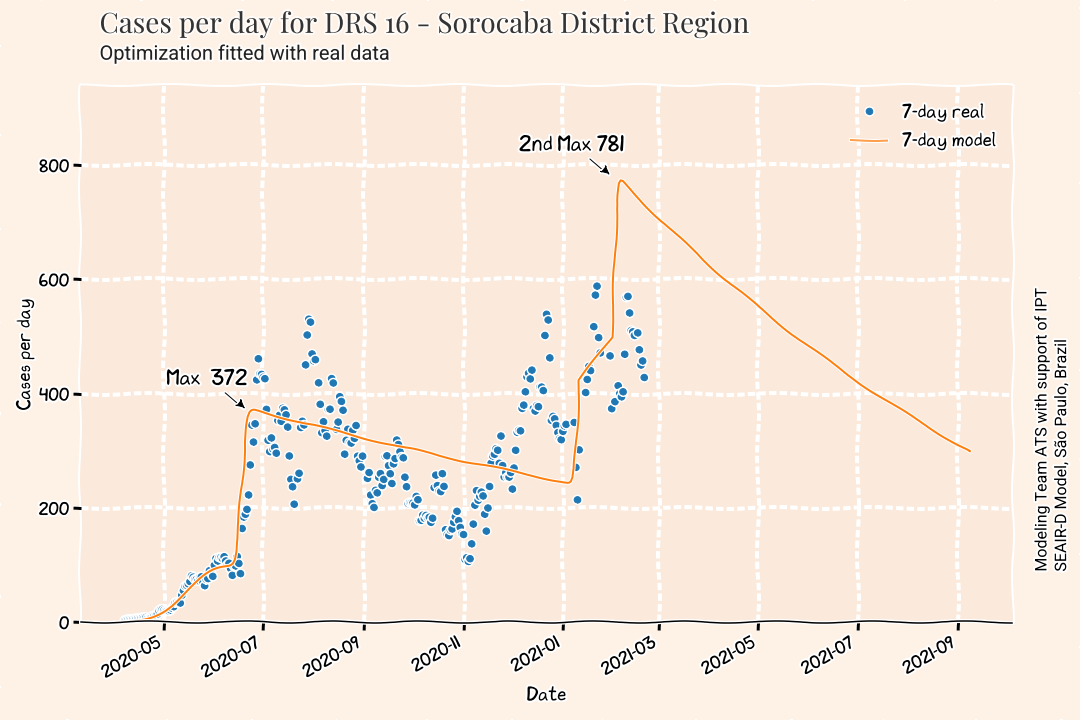 Cases per day for DRS 16 - Sorocaba District Region
Optimization fitted with real data
7-day real
7-day model
2nd Max 781
Max 372
800
600
400
200
0
Cases per day
2020-05
2020-07
2020-09
2020-11
2021-01
2021-03
2021-05
2021-07
2021-09
Date
Modeling Team ATS with support of IPT
SEAIR-D Model, São Paulo, Brazil